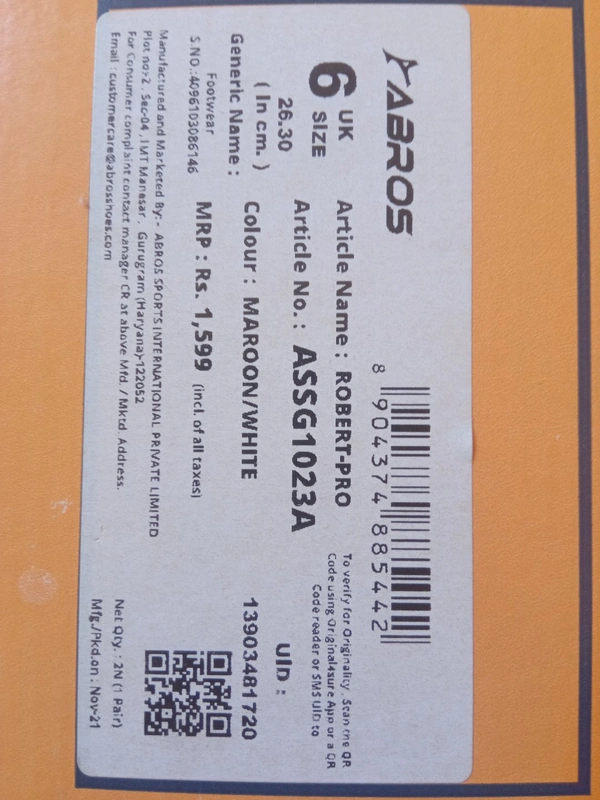 ABROS
8 904374 885442
6 UK SIZE
26.30
( In cm. )
Generic Name :
Footwear
S.NO.:4096103086146
Article Name : ROBERT-PRO
Article No. : ASSG1023A
Colour : MAROON/WHITE
MRP : Rs. 1,599 (incl. of all taxes)
To verify for Originality, Scan the QR
Code using Original4sure App or a QR
Code reader or SMS UID to
UID :
13903481720
Manufactured and Marketed By:- ABROS SPORTS INTERNATIONAL PRIVATE LIMITED
Plot no>2 , Sec-04 , IMT Manesar , Gurugram (Haryana)-122052
For Consumer complaint contact manager CR at above Mfd. / Mktd. Address.
Email : customercare@abrosshoes.com
Net Qty. : 2N (1 Pair)
Mfg./Pkd.on : Nov-21